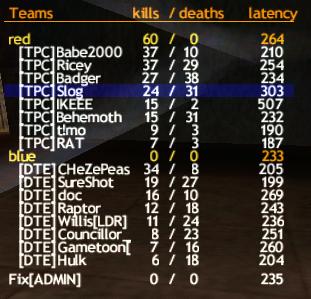 Teams kills / deaths latency
red 60 / 0 264
[TPC]Babe2000 37 / 10 210
[TPC]Ricey 37 / 29 254
[TPC]Badger 27 / 38 234
[TPC]Slog 24 / 31 303
[TPC]IKEEE 15 / 2 507
[TPC]Behemoth 15 / 31 232
[TPC]t!mo 9 / 3 190
[TPC]RAT 7 / 3 187
blue 0 / 0 233
[DTE]CHeZePeas 34 / 8 205
[DTE]SureShot 19 / 27 199
[DTE]doc 16 / 10 269
[DTE]Raptor 12 / 18 243
[DTE]Willis[LDR] 11 / 24 236
[DTE]Councillor 8 / 23 251
[DTE]Gametoon[ 7 / 16 260
[DTE]Hulk 6 / 18 204
Fix[ADMIN] 0 / 0 235